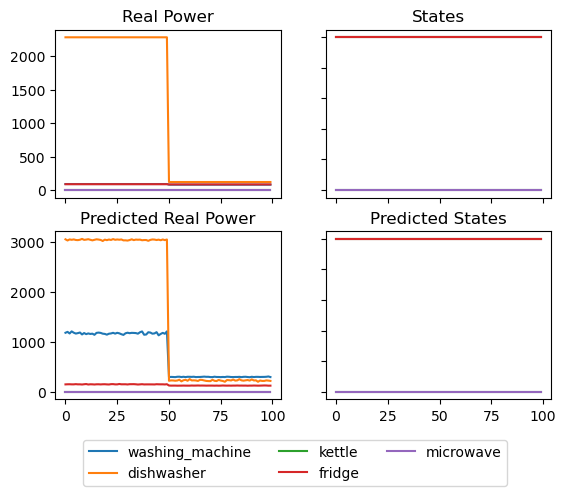 Real Power
States
2000
1500
1000
500
0
Predicted Real Power
Predicted States
3000
2000
1000
0
0 25 50 75 100
0 25 50 75 100
washing_machine kettle microwave
dishwasher fridge